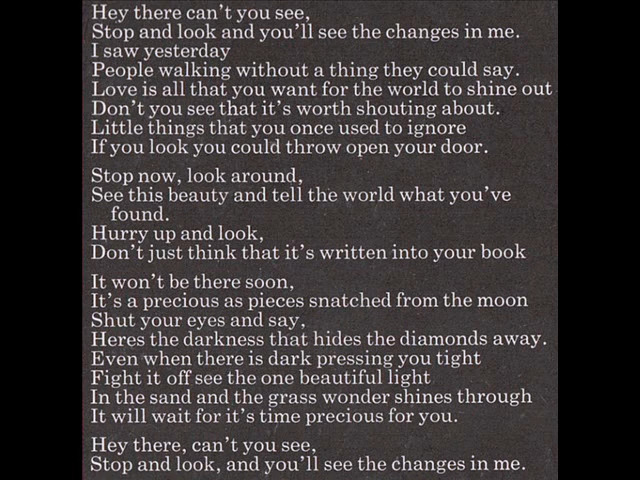 Hey there can't you see,
Stop and look and you'll see the changes in me.
I saw yesterday
People walking without a thing they could say.
Love is all that you want for the world to shine out
Don't you see that it's worth shouting about.
Little things that you once used to ignore
If you look you could throw open your door.
Stop now, look around,
See this beauty and tell the world what you've
found.
Hurry up and look,
Don't just think that it's written into your book
It won't be there soon,
It's a precious as pieces snatched from the moon
Shut your eyes and say,
Heres the darkness that hides the diamonds away.
Even when there is dark pressing you tight
Fight it off see the one beautiful light
In the sand and the grass wonder shines through
It will wait for it's time precious for you.
Hey there, can't you see,
Stop and look, and you'll see the changes in me.